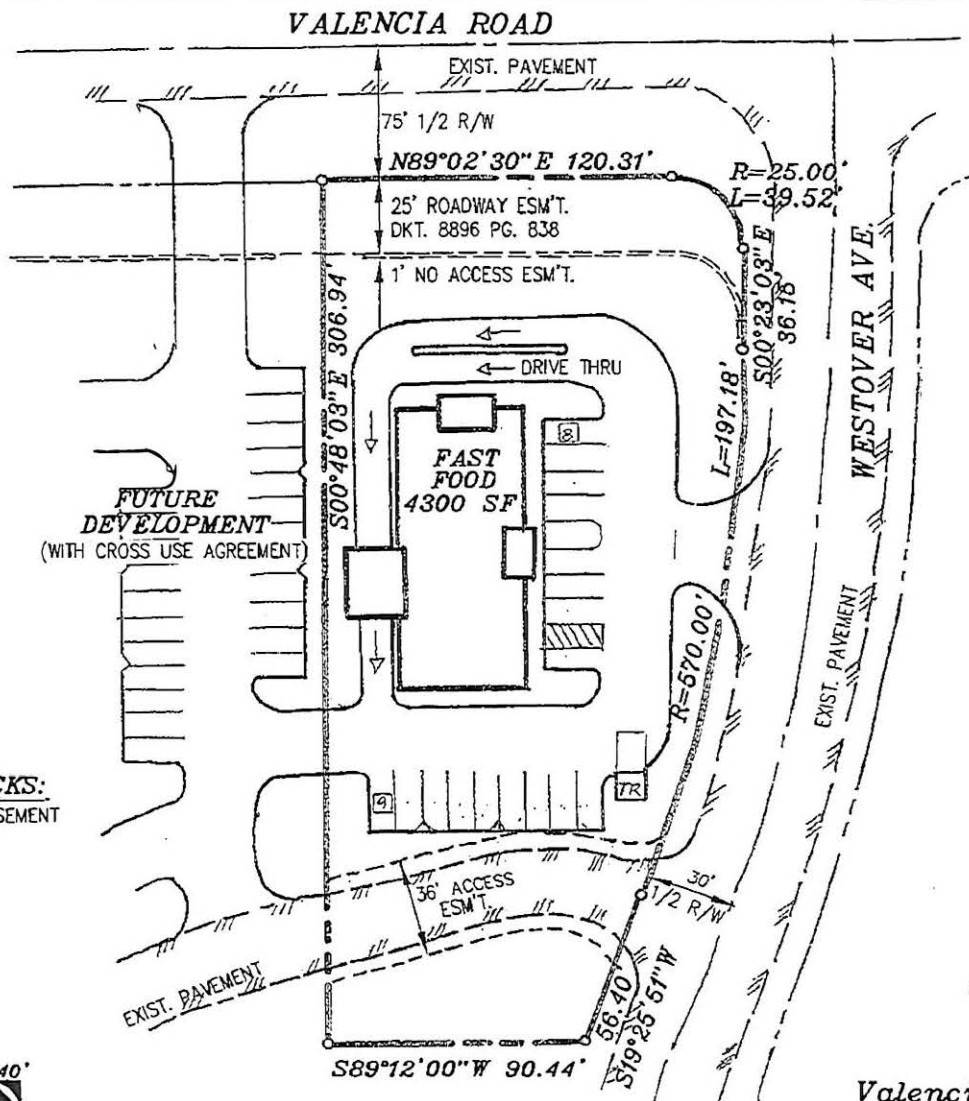 VALENCIA ROAD
EXIST. PAVEMENT
75' 1/2 R/W
N89°02'30"E 120.31'
R=25.00'
L=39.52'
25' ROADWAY ESM'T.
DKT. 8896 PG. 838
1' NO ACCESS ESM'T.
S00°23'03"E
36.18'
S00°48'03"E 306.94'
DRIVE THRU
L=197.18'
WESTOVER AVE.
8
FAST
FOOD
4300 SF
FUTURE
DEVELOPMENT
(WITH CROSS USE AGREEMENT)
R=570.00'
EXIST. PAVEMENT
CKS:
SEMENT
9
TR
36' ACCESS
ESM'T.
30'
1/2 R/W
EXIST. PAVEMENT
56.40'
S19°25'51"W
S89°12'00"W 90.44'
40'
Valenci